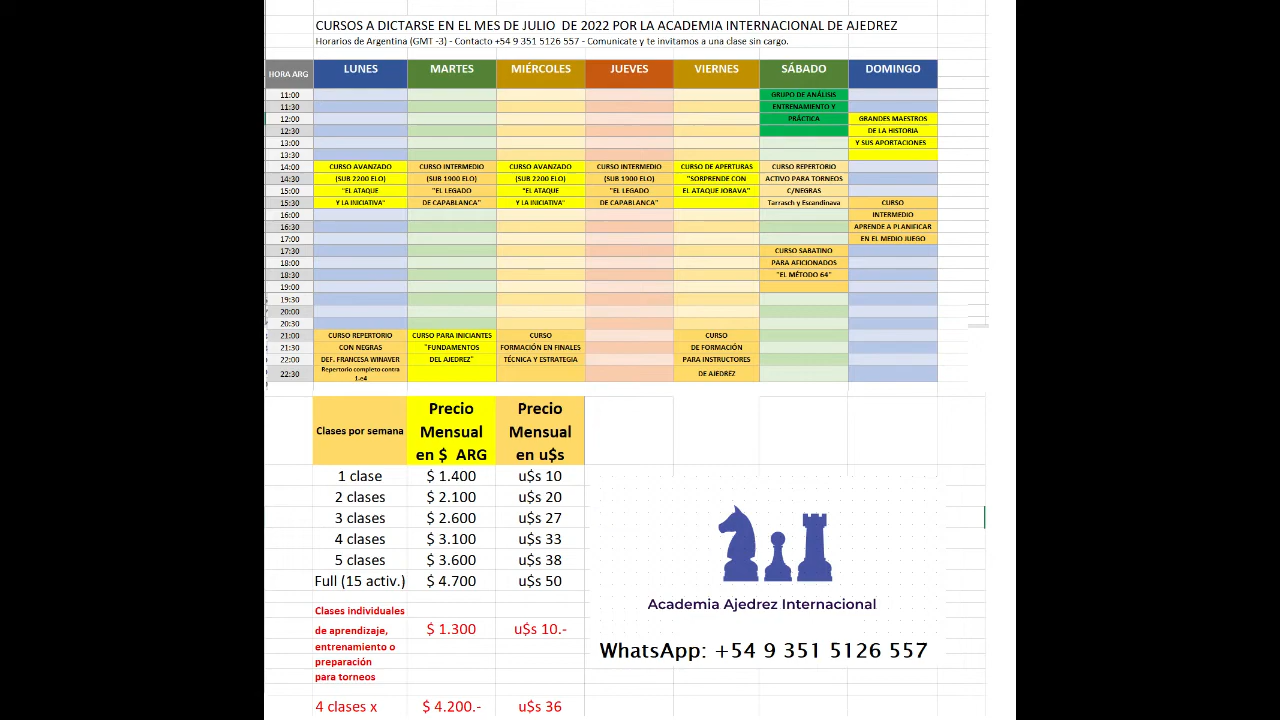 CURSOS A DICTARSE EN EL MES DE JULIO DE 2022 POR LA ACADEMIA INTERNACIONAL DE AJEDREZ
Horarios de Argentina (GMT -3) - Contacto +54 9 351 5126 557 - Comunicate y te invitamos a una clase sin cargo.
HORA ARG LUNES MARTES MIÉRCOLES JUEVES VIERNES SÁBADO DOMINGO
11:00 GRUPO DE ANÁLISIS
11:30 ENTRENAMIENTO Y
12:00 PRÁCTICA GRANDES MAESTROS
12:30 DE LA HISTORIA
13:00 Y SUS APORTACIONES
13:30
14:00 CURSO AVANZADO CURSO INTERMEDIO CURSO AVANZADO CURSO INTERMEDIO CURSO DE APERTURAS CURSO REPERTORIO
14:30 (SUB 2200 ELO) (SUB 1900 ELO) (SUB 2200 ELO) (SUB 1900 ELO) "SORPRENDE CON ACTIVO PARA TORNEOS
15:00 "EL ATAQUE "EL LEGADO "EL ATAQUE "EL LEGADO EL ATAQUE JOBAVA" C/NEGRAS
15:30 Y LA INICIATIVA" DE CAPABLANCA" Y LA INICIATIVA" DE CAPABLANCA" Tarrasch y Escandinava CURSO
16:00 INTERMEDIO
16:30 APRENDE A PLANIFICAR
17:00 EN EL MEDIO JUEGO
17:30 CURSO SABATINO
18:00 PARA AFICIONADOS
18:30 "EL MÉTODO 64"
19:00
19:30
20:00
20:30
21:00 CURSO REPERTORIO CURSO PARA INICIANTES CURSO CURSO
21:30 CON NEGRAS "FUNDAMENTOS FORMACIÓN EN FINALES DE FORMACIÓN
22:00 DEF. FRANCESA WINAVER DEL AJEDREZ" TÉCNICA Y ESTRATEGIA PARA INSTRUCTORES
22:30 Repertorio completo contra DE AJEDREZ
1.e4
Clases por semana Precio Mensual en $ ARG Precio Mensual en u$s
1 clase $ 1.400 u$s 10
2 clases $ 2.100 u$s 20
3 clases $ 2.600 u$s 27
4 clases $ 3.100 u$s 33
5 clases $ 3.600 u$s 38
Full (15 activ.) $ 4.700 u$s 50
Clases individuales
de aprendizaje, $ 1.300 u$s 10.-
entrenamiento o
preparación
para torneos
4 clases x $ 4.200.- u$s 36
Academia Ajedrez Internacional
WhatsApp: +54 9 351 5126 557